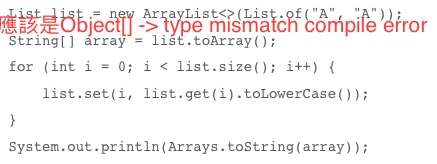 List list = new ArrayList<>(List.of("A", "A"));
應該是Object[] -> type mismatch compile error
String[] array = list.toArray();
for (int i = 0; i < list.size(); i++) {
list.set(i, list.get(i).toLowerCase());
}
System.out.println(Arrays.toString(array));